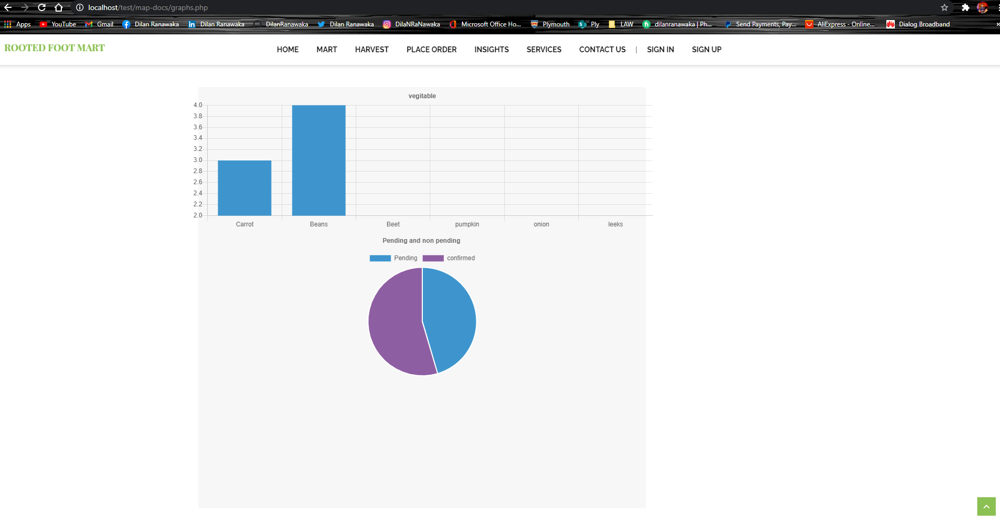 localhost/test/map-docs/graphs.php
Apps YouTube Gmail Dilan Ranawaka Dilan Ranawaka DilanRanawaka Dilan Ranawaka DilaNRaNawaka Microsoft Office Ho... Plymouth Ply LAW dilanranawaka | Ph... Send Payments, Pay... AliExpress - Online... Dialog Broadband »
ROOTED FOOT MART HOME MART HARVEST PLACE ORDER INSIGHTS SERVICES CONTACT US | SIGN IN SIGN UP
vegitable
4.0
3.8
3.6
3.4
3.2
3.0
2.8
2.6
2.4
2.2
2.0
Carrot Beans Beet pumpkin onion leeks
Pending and non pending
Pending confirmed